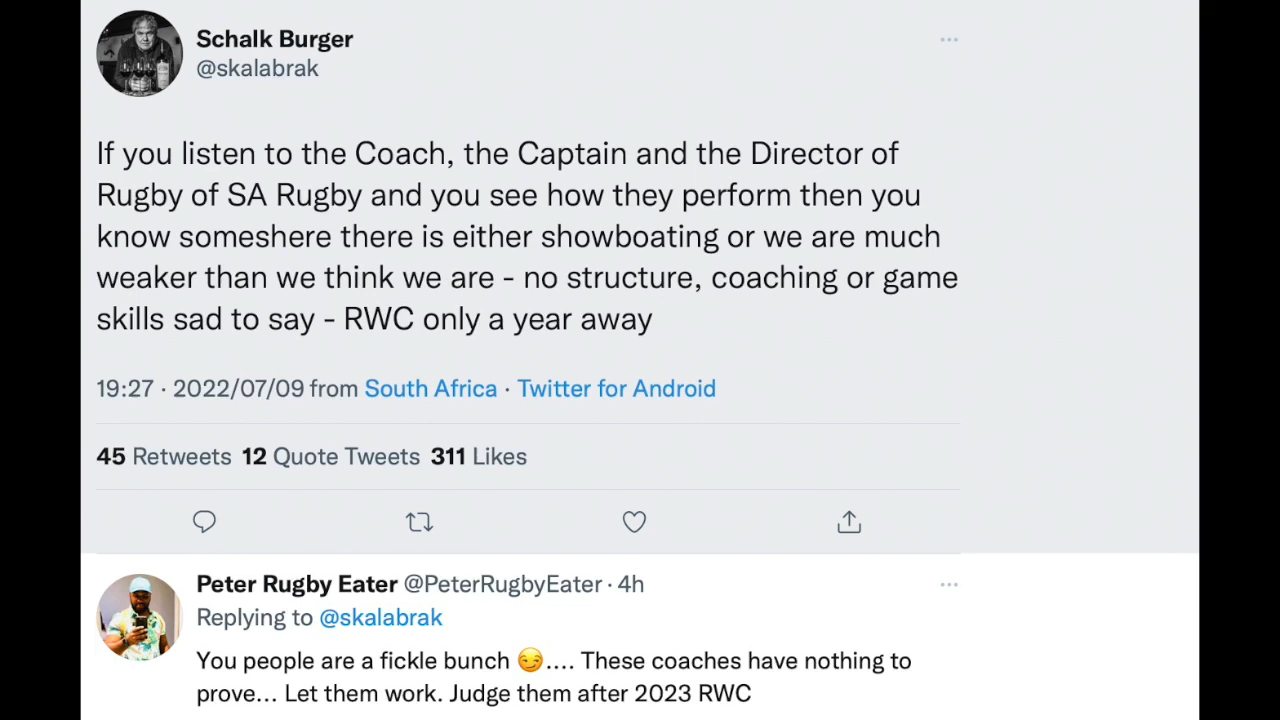 Schalk Burger
@skalabrak
If you listen to the Coach, the Captain and the Director of
Rugby of SA Rugby and you see how they perform then you
know someshere there is either showboating or we are much
weaker than we think we are - no structure, coaching or game
skills sad to say - RWC only a year away
19:27 · 2022/07/09 from South Africa · Twitter for Android
45 Retweets 12 Quote Tweets 311 Likes
Peter Rugby Eater @PeterRugbyEater · 4h
Replying to @skalabrak
You people are a fickle bunch 😏.... These coaches have nothing to
prove... Let them work. Judge them after 2023 RWC